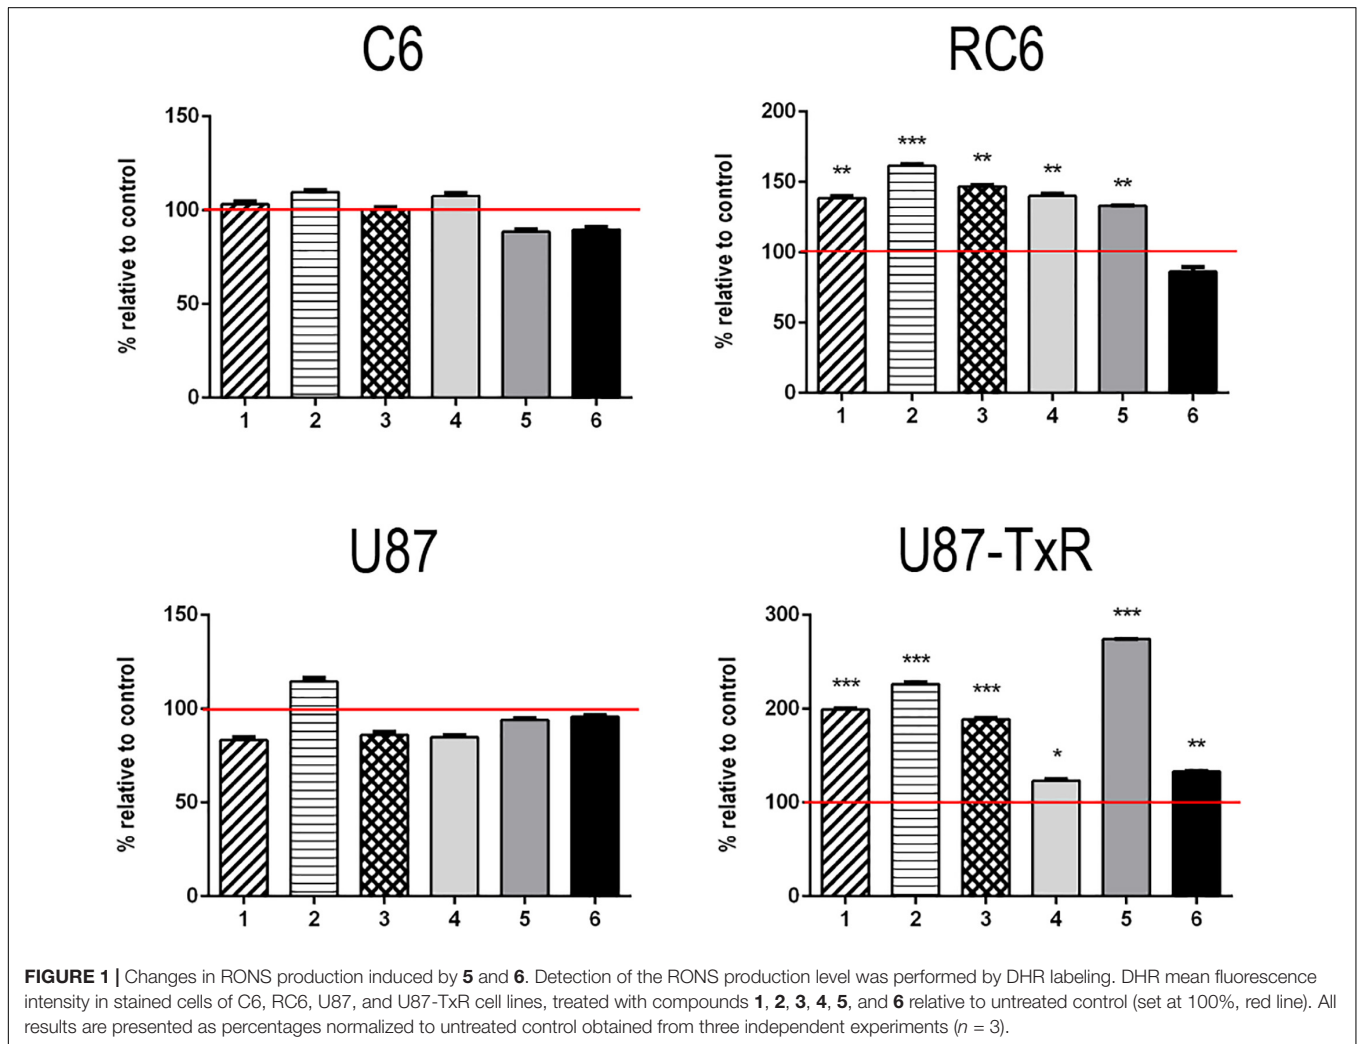 C6
RC6
% relative to control
150
100
50
0
1 2 3 4 5 6
% relative to control
200
150
100
50
0
** *** ** ** **
1 2 3 4 5 6
U87
U87-TxR
% relative to control
150
100
50
0
1 2 3 4 5 6
% relative to control
300
200
100
0
*** *** *** * *** **
1 2 3 4 5 6
FIGURE 1 | Changes in RONS production induced by 5 and 6. Detection of the RONS production level was performed by DHR labeling. DHR mean fluorescence
intensity in stained cells of C6, RC6, U87, and U87-TxR cell lines, treated with compounds 1, 2, 3, 4, 5, and 6 relative to untreated control (set at 100%, red line). All
results are presented as percentages normalized to untreated control obtained from three independent experiments (n = 3).